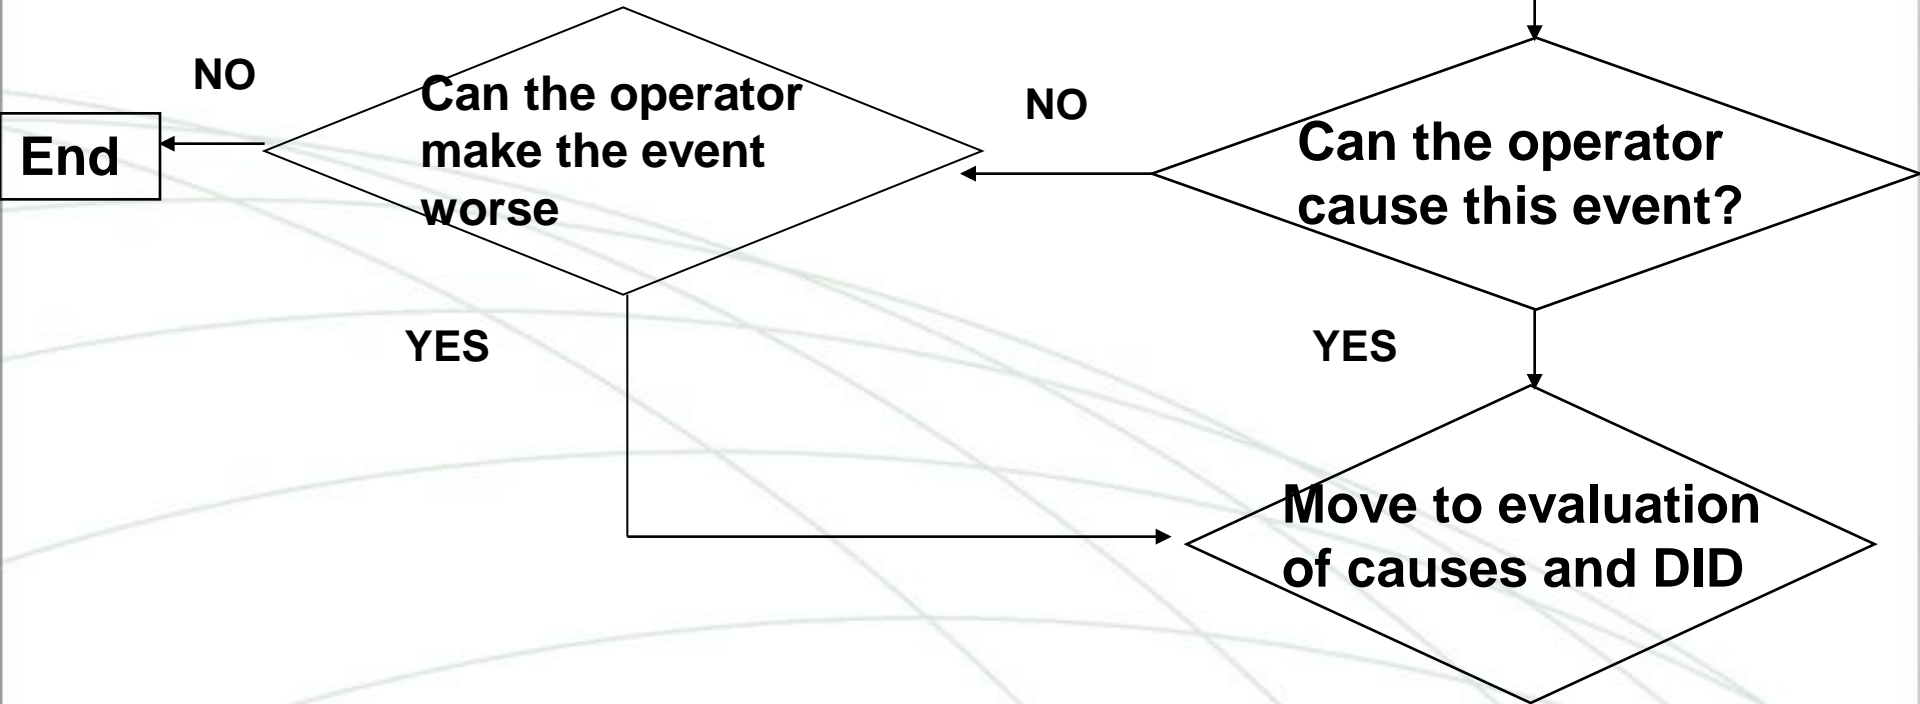 NO
End
Can the operator
make the event
worse
NO
Can the operator
cause this event?
YES
YES
Move to evaluation
of causes and DID